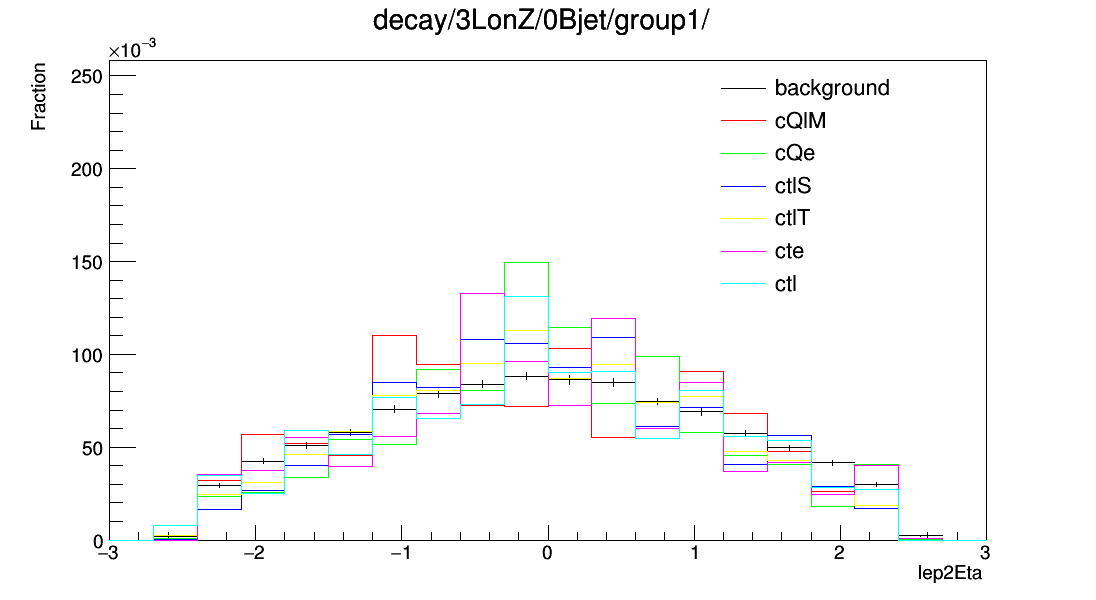 decay/3LonZ/0Bjet/group1/
×10⁻³
Fraction
250
200
150
100
50
0
background
cQlM
cQe
ctlS
ctlT
cte
ctl
−3 −2 −1 0 1 2 3
lep2Eta